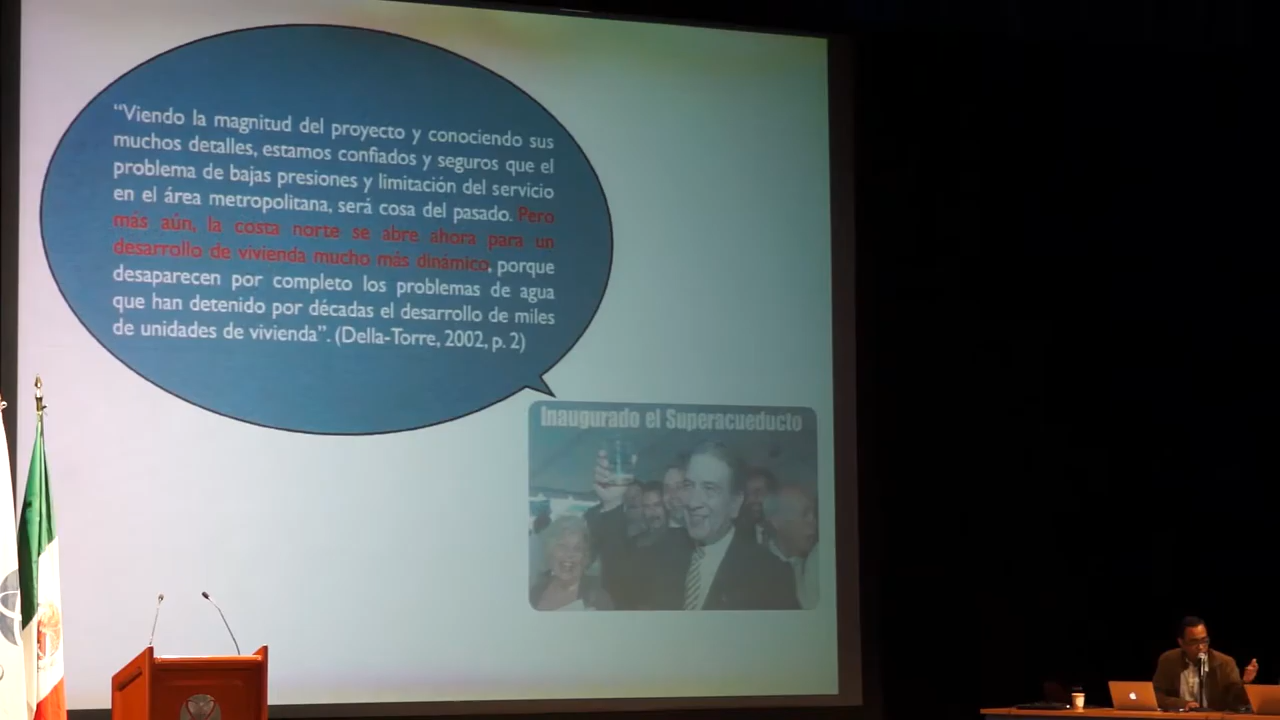 “Viendo la magnitud del proyecto y conociendo sus
muchos detalles, estamos confiados y seguros que el
problema de bajas presiones y limitación del servicio
en el área metropolitana, será cosa del pasado. Pero
más aún, la costa norte se abre ahora para un
desarrollo de vivienda mucho más dinámico, porque
desaparecen por completo los problemas de agua
que han detenido por décadas el desarrollo de miles
de unidades de vivienda”. (Della-Torre, 2002, p. 2)
Inaugurado el Superacueducto